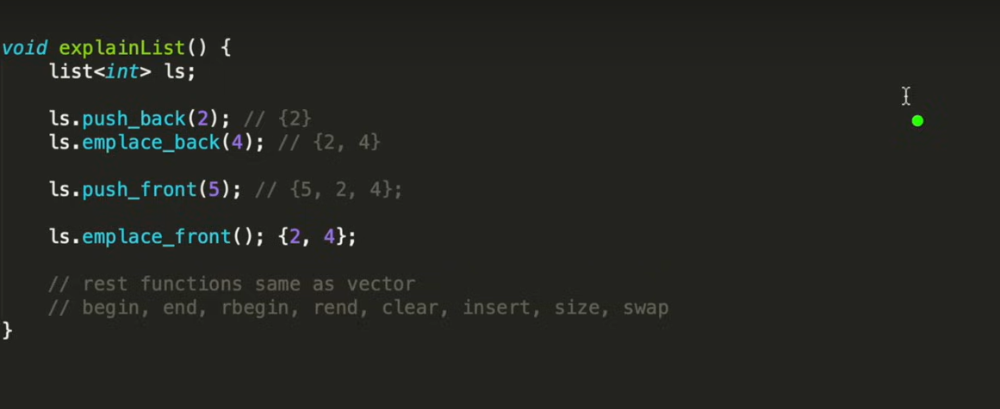 void explainList() {
    list<int> ls;
    ls.push_back(2); // {2}
    ls.emplace_back(4); // {2, 4}
    ls.push_front(5); // {5, 2, 4};
    ls.emplace_front(); {2, 4};
    // rest functions same as vector
    // begin, end, rbegin, rend, clear, insert, size, swap
}